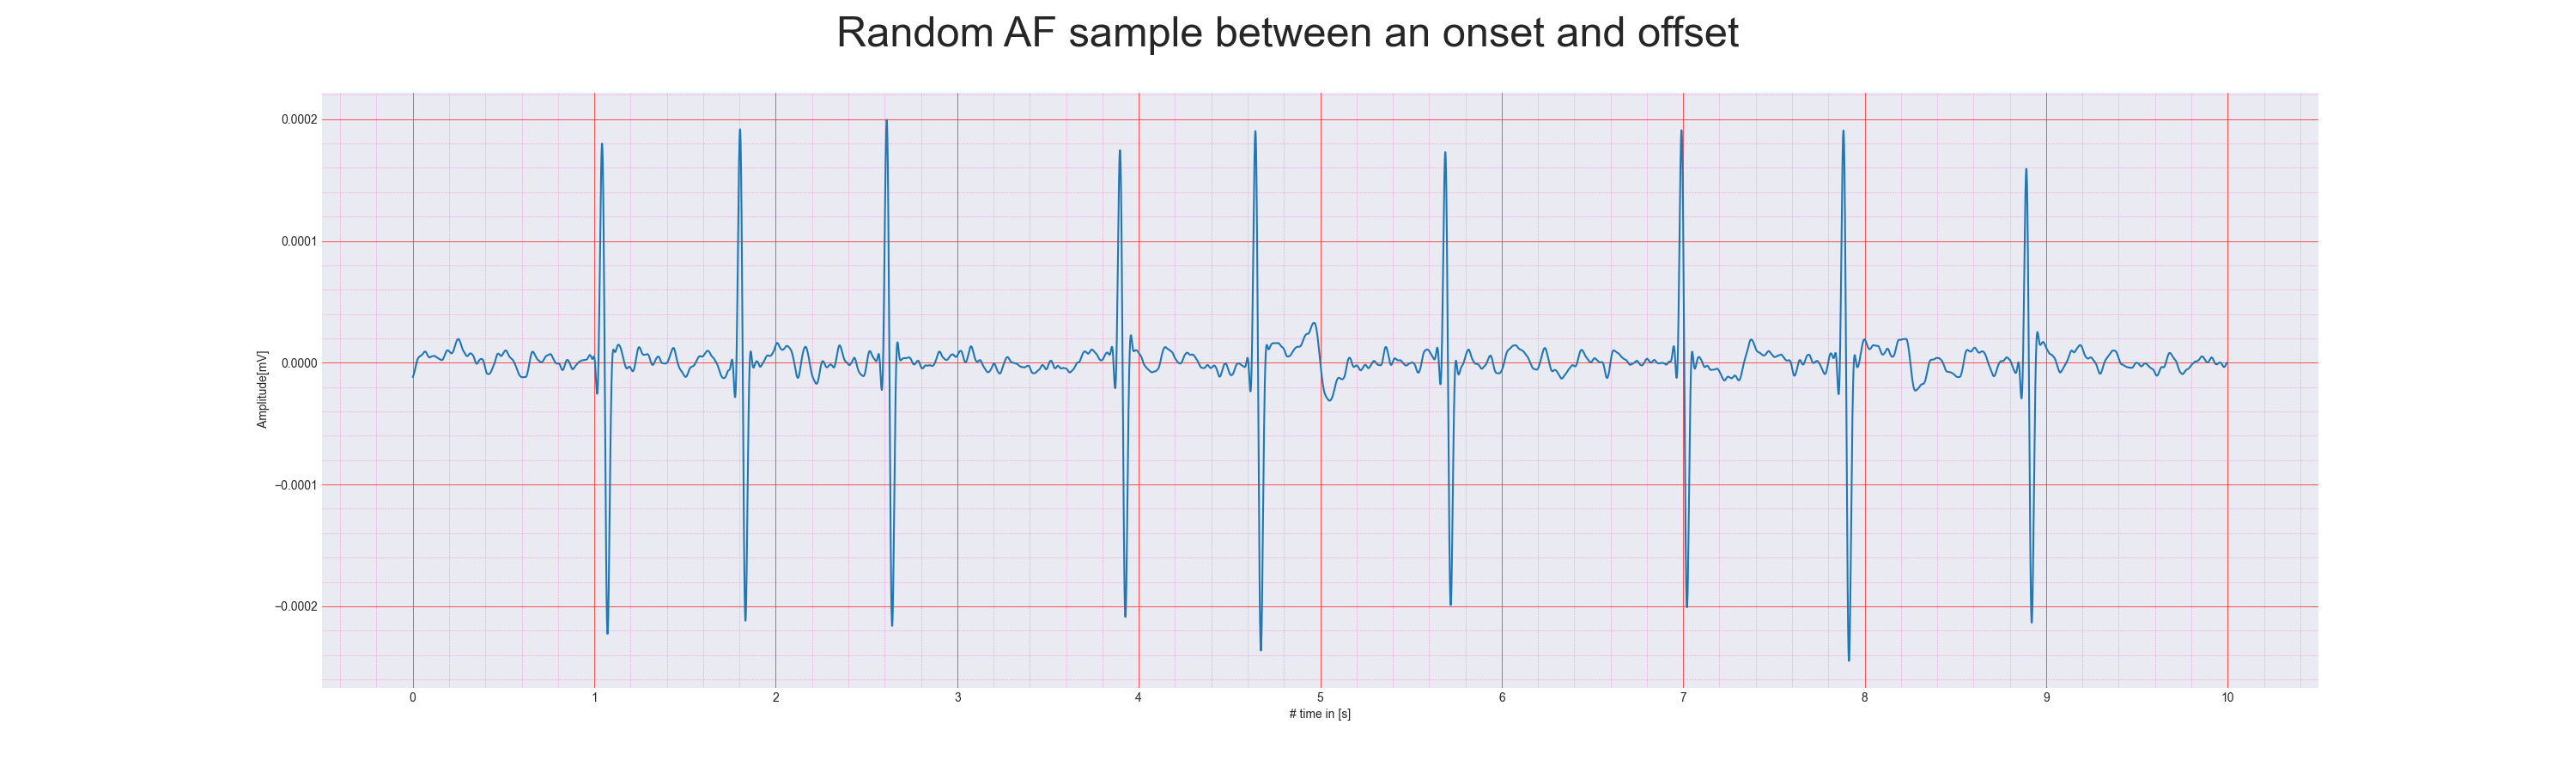 Random AF sample between an onset and offset
0.0002
0.0001
0.0000
−0.0001
−0.0002
Amplitude[mV]
0 1 2 3 4 5 6 7 8 9 10
# time in [s]